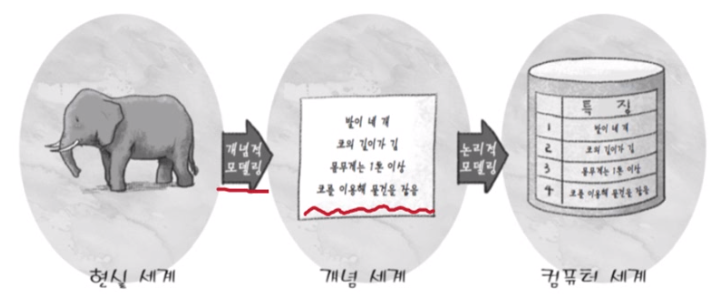 개념적
모델링
발이 네 개
코의 길이가 김
몸무게는 1톤 이상
코를 이용해 물건을 잡음
논리적
모델링
특 징
1 발이 네 개
2 코의 길이가 김
3 몸무게는 1톤 이상
4 코를 이용해 물건을 잡음
현실 세계
개념 세계
컴퓨터 세계